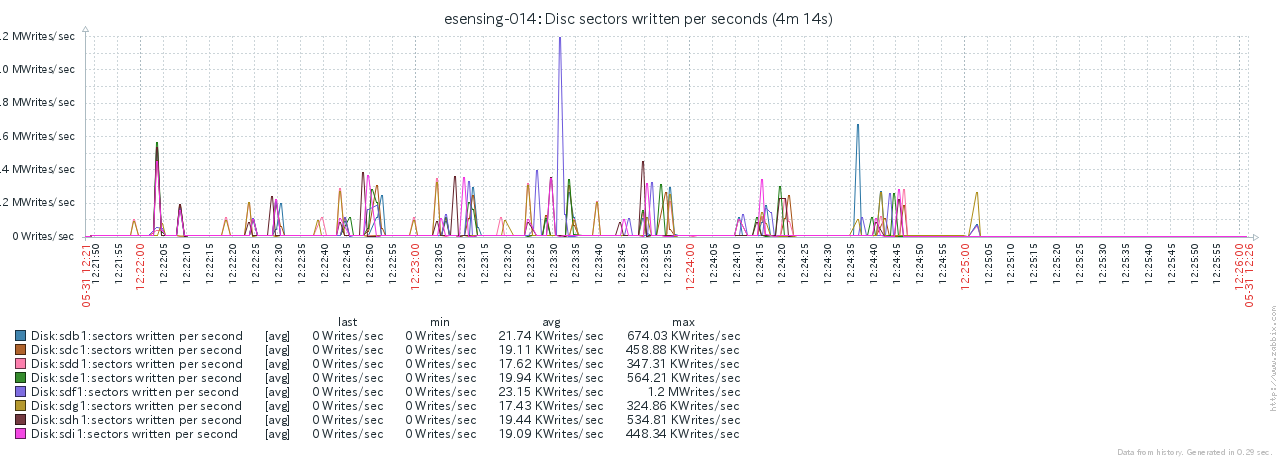 esensing-014: Disc sectors written per seconds (4m 14s)
.2 MWrites/sec
.0 MWrites/sec
.8 MWrites/sec
.6 MWrites/sec
.4 MWrites/sec
.2 MWrites/sec
0 Writes/sec
05-31 12:21
12:21:50
12:21:55
12:22:00
12:22:05
12:22:10
12:22:15
12:22:20
12:22:25
12:22:30
12:22:35
12:22:40
12:22:45
12:22:50
12:22:55
12:23:00
12:23:05
12:23:10
12:23:15
12:23:20
12:23:25
12:23:30
12:23:35
12:23:40
12:23:45
12:23:50
12:23:55
12:24:00
12:24:05
12:24:10
12:24:15
12:24:20
12:24:25
12:24:30
12:24:35
12:24:40
12:24:45
12:24:50
12:24:55
12:25:00
12:25:05
12:25:10
12:25:15
12:25:20
12:25:25
12:25:30
12:25:35
12:25:40
12:25:45
12:25:50
12:25:55
12:26:00
05-31 12:26
last min avg max
Disk:sdb1:sectors written per second [avg] 0 Writes/sec 0 Writes/sec 21.74 KWrites/sec 674.03 KWrites/sec
Disk:sdc1:sectors written per second [avg] 0 Writes/sec 0 Writes/sec 19.11 KWrites/sec 458.88 KWrites/sec
Disk:sdd1:sectors written per second [avg] 0 Writes/sec 0 Writes/sec 17.62 KWrites/sec 347.31 KWrites/sec
Disk:sde1:sectors written per second [avg] 0 Writes/sec 0 Writes/sec 19.94 KWrites/sec 564.21 KWrites/sec
Disk:sdf1:sectors written per second [avg] 0 Writes/sec 0 Writes/sec 23.15 KWrites/sec 1.2 MWrites/sec
Disk:sdg1:sectors written per second [avg] 0 Writes/sec 0 Writes/sec 17.43 KWrites/sec 324.86 KWrites/sec
Disk:sdh1:sectors written per second [avg] 0 Writes/sec 0 Writes/sec 19.44 KWrites/sec 534.81 KWrites/sec
Disk:sdi1:sectors written per second [avg] 0 Writes/sec 0 Writes/sec 19.09 KWrites/sec 448.34 KWrites/sec
http://www.zabbix.com
Data from history. Generated in 0.29 sec.